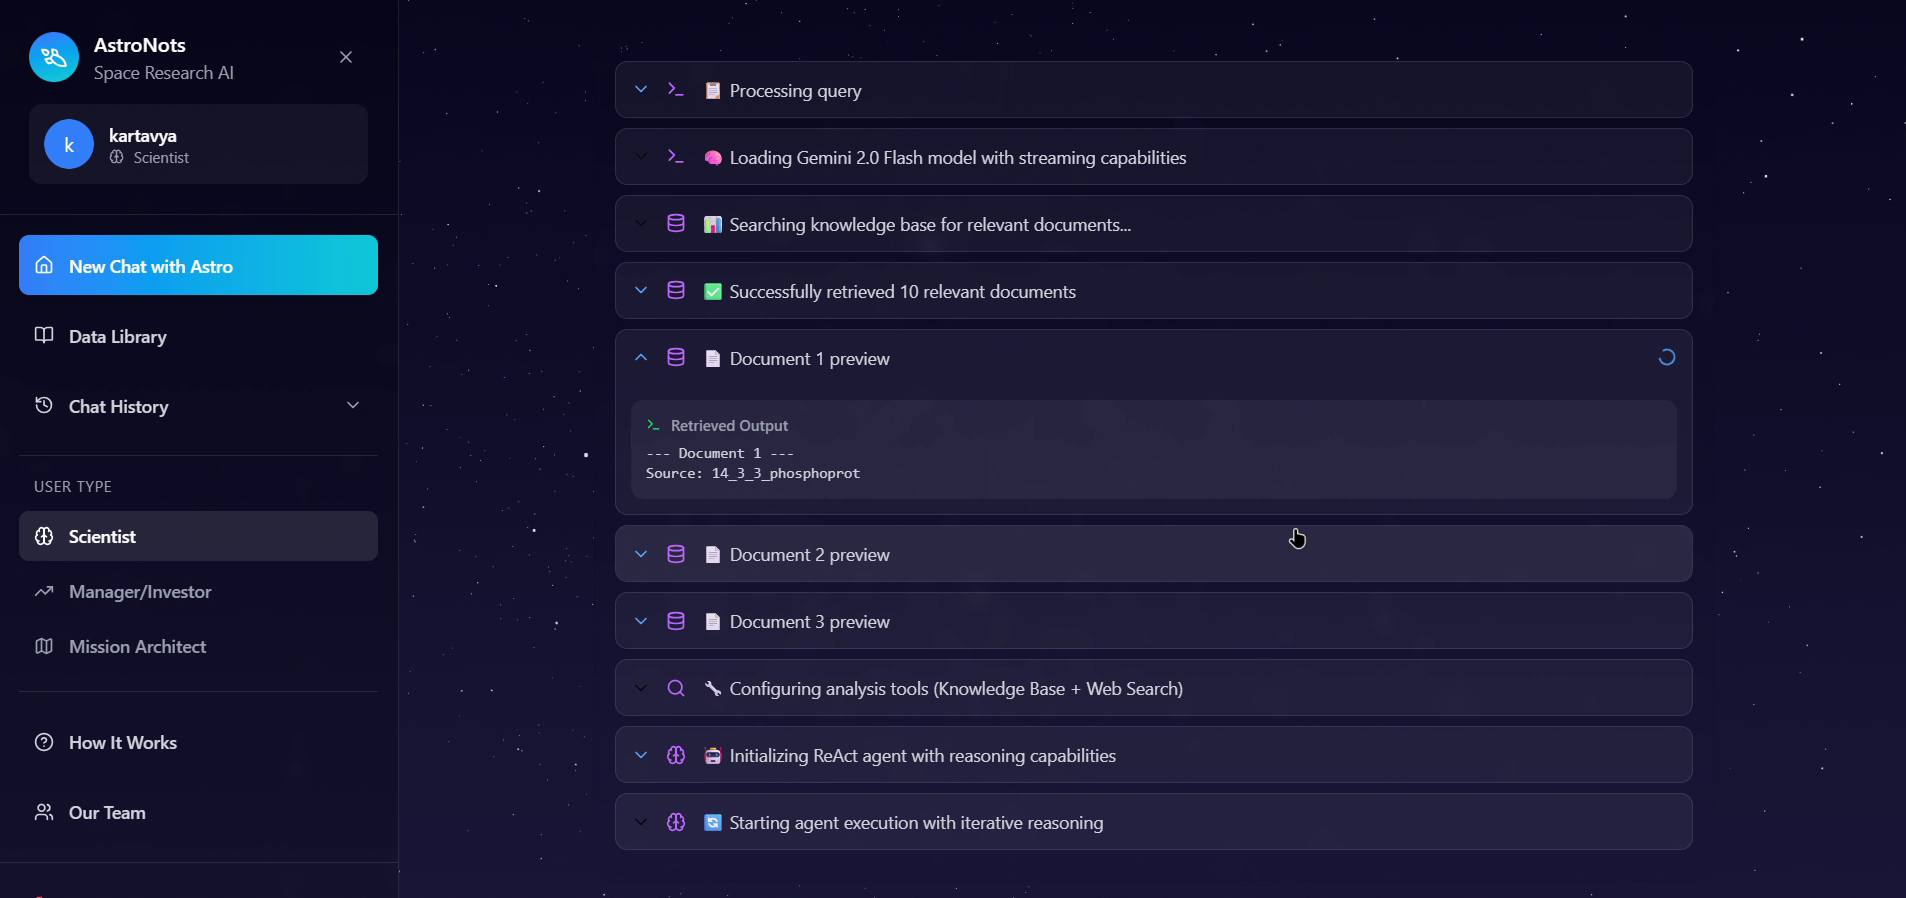 AstroNots
Space Research AI
k
kartavya
Scientist
New Chat with Astro
Data Library
Chat History
USER TYPE
Scientist
Manager/Investor
Mission Architect
How It Works
Our Team
Processing query
Loading Gemini 2.0 Flash model with streaming capabilities
Searching knowledge base for relevant documents...
Successfully retrieved 10 relevant documents
Document 1 preview
Retrieved Output
--- Document 1 ---
Source: 14_3_3_phosphoprot
Document 2 preview
Document 3 preview
Configuring analysis tools (Knowledge Base + Web Search)
Initializing ReAct agent with reasoning capabilities
Starting agent execution with iterative reasoning